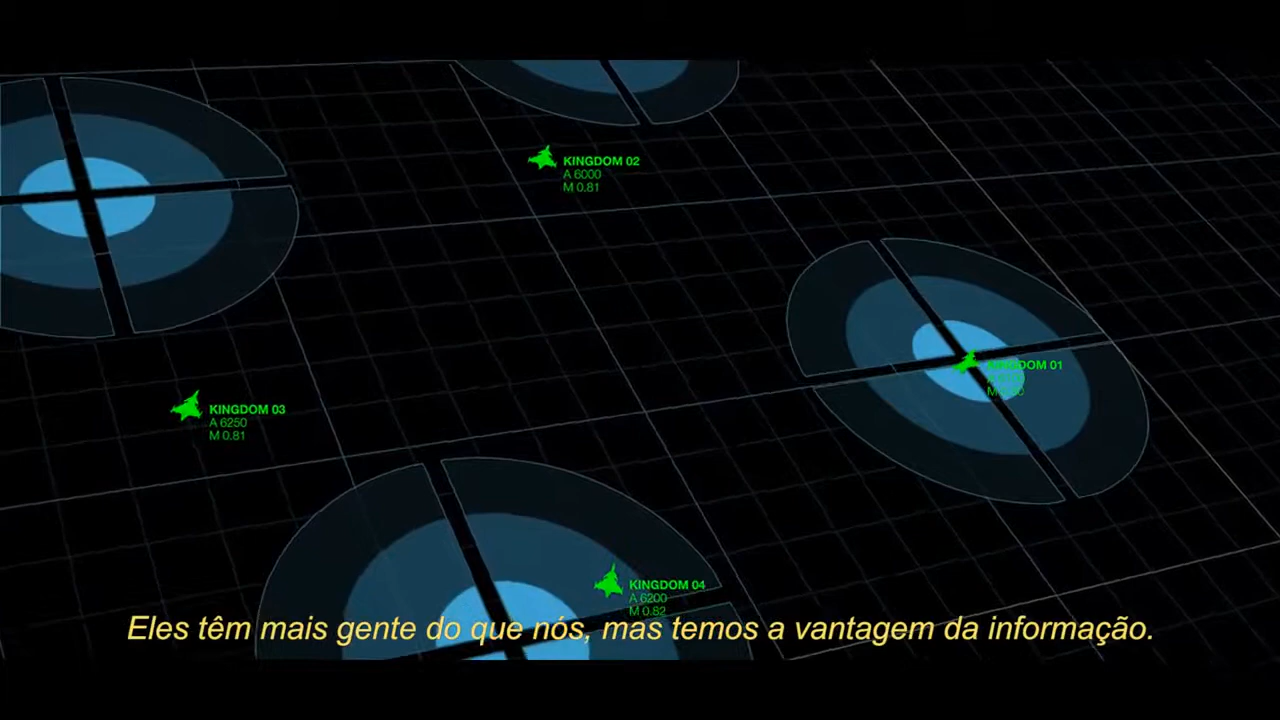 KINGDOM 02
A 6000
M 0.81
KINGDOM 01
KINGDOM 03
A 6250
M 0.81
KINGDOM 04
A 6200
M 0.82
Eles têm mais gente do que nós, mas temos a vantagem da informação.